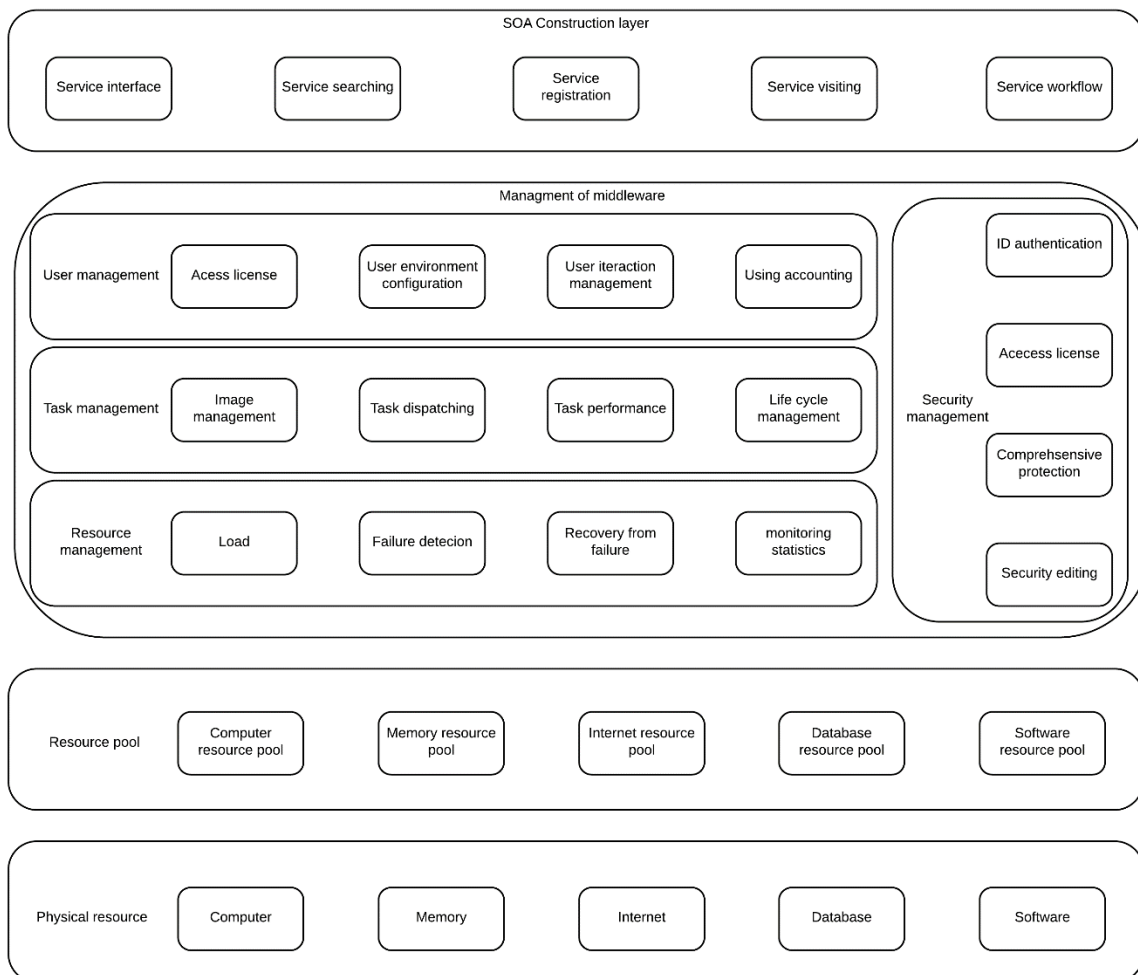 SOA Construction layer
Service interface
Service searching
Service
registration
Service visiting
Service workflow
Managment of middleware
User management
Acess license
User environment
configuration
User iteraction
management
Using accounting
Task management
Image
management
Task dispatching
Task performance
Life cycle
management
Resource
management
Load
Failure detecion
Recovery from
failure
monitoring
statistics
Security
management
ID authentication
Acecess license
Comprehsensive
protection
Security editing
Resource pool
Computer
resource pool
Memory resource
pool
Internet resource
pool
Database
resource pool
Software
resource pool
Physical resource
Computer
Memory
Internet
Database
Software